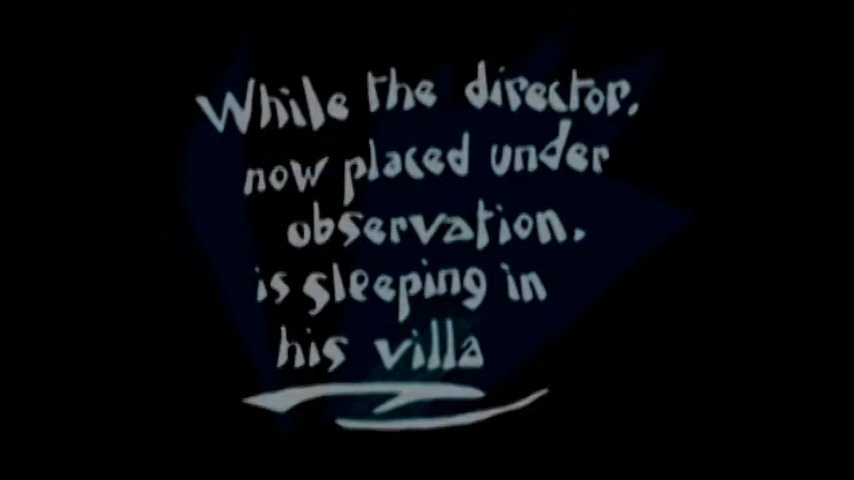 While the director,
now placed under
observation,
is sleeping in
his villa